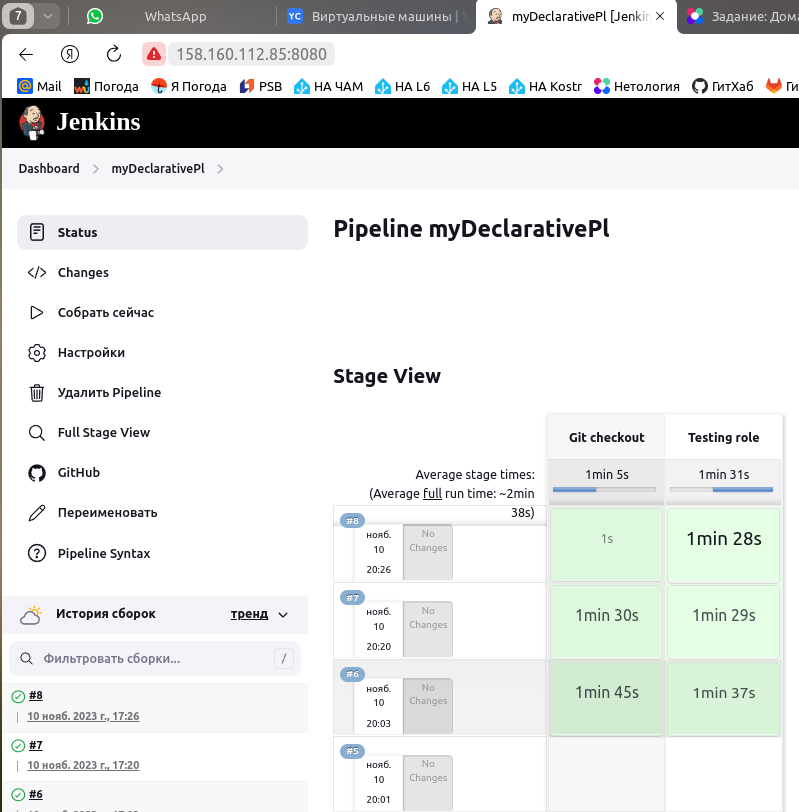 7
WhatsApp
YC Виртуальные машины |
myDeclarativePl [Jenkin
Задание: Дома
Я 158.160.112.85:8080
Mail Погода Я Погода PSB НА ЧАМ НА L6 НА L5 НА Kostr Нетология ГитХаб Ги
Jenkins
Dashboard > myDeclarativePl >
Status
Changes
Собрать сейчас
Настройки
Удалить Pipeline
Full Stage View
GitHub
Переименовать
Pipeline Syntax
История сборок тренд
Фильтровать сборки... /
#8
10 нояб. 2023 г., 17:26
#7
10 нояб. 2023 г., 17:20
#6
Pipeline myDeclarativePl
Stage View
Git checkout Testing role
Average stage times: 1min 5s 1min 31s
(Average full run time: ~2min
38s)
#8
нояб.
10
20:26
No
Changes
1s 1min 28s
#7
нояб.
10
20:20
No
Changes
1min 30s 1min 29s
#6
нояб.
10
20:03
No
Changes
1min 45s 1min 37s
#5
нояб.
10
20:01
No
Changes